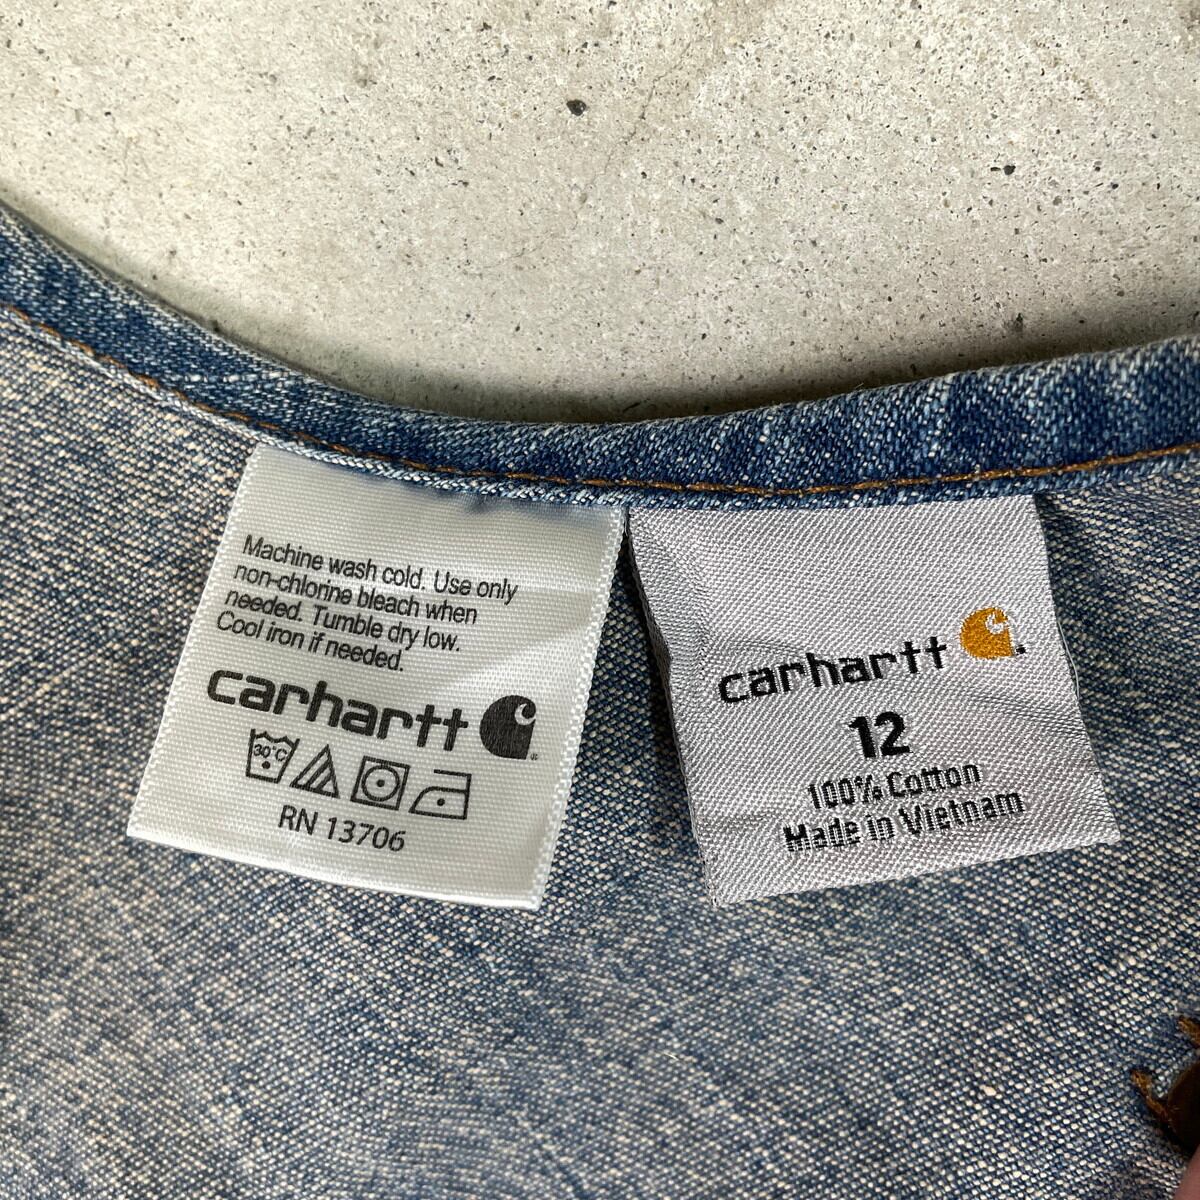 Machine wash cold. Use only
non-chlorine bleach when
needed. Tumble dry low.
Cool iron if needed.
carhartt
30°C
RN 13706
carhartt
12
100% Cotton
Made in Vietnam